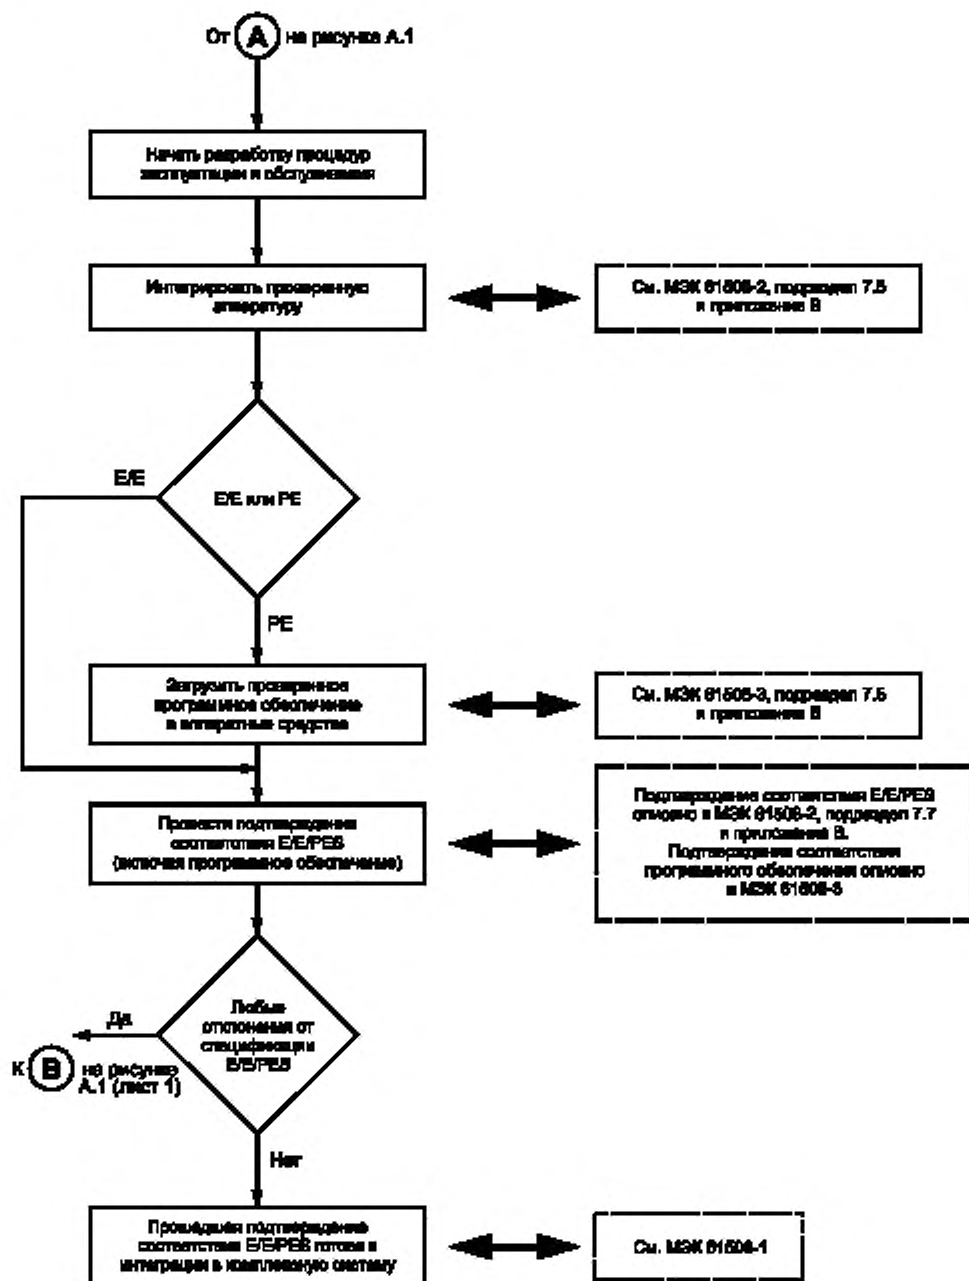 От A на рисунке А.1
Начать разработку процедур
эксплуатации и обслуживания
Интегрировать проверенную
аппаратуру
См. МЭК 61508-2, подраздел 7.5
и приложение В
Е/Е
Е/Е или РЕ
РЕ
Загрузить проверенное
программное обеспечение
в аппаратные средства
См. МЭК 61508-3, подраздел 7.5
и приложение В
Провести подтверждение
соответствия Е/Е/PES
(включая программное обеспечение)
Подтверждение соответствия Е/Е/PES
описано в МЭК 61508-2, подраздел 7.7
и приложение В.
Подтверждение соответствия
программного обеспечения описано
в МЭК 61508-3
Любые
отклонения от
спецификации
Е/Е/PES
Да
К B на рисунке
А.1 (лист 1)
Нет
Прошедшая подтверждение
соответствия Е/Е/PES готова к
интеграции в комплексную систему
См. МЭК 61508-1